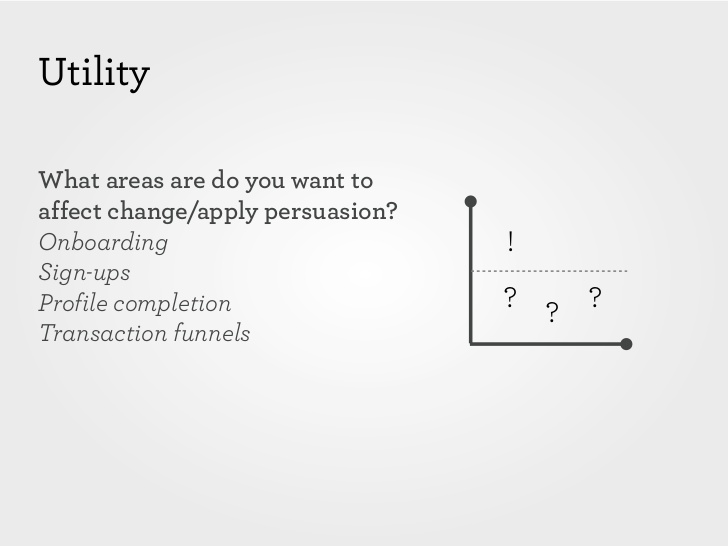 Utility
What areas are do you want to
affect change/apply persuasion?
Onboarding
Sign-ups
Profile completion
Transaction funnels
!
? ? ?